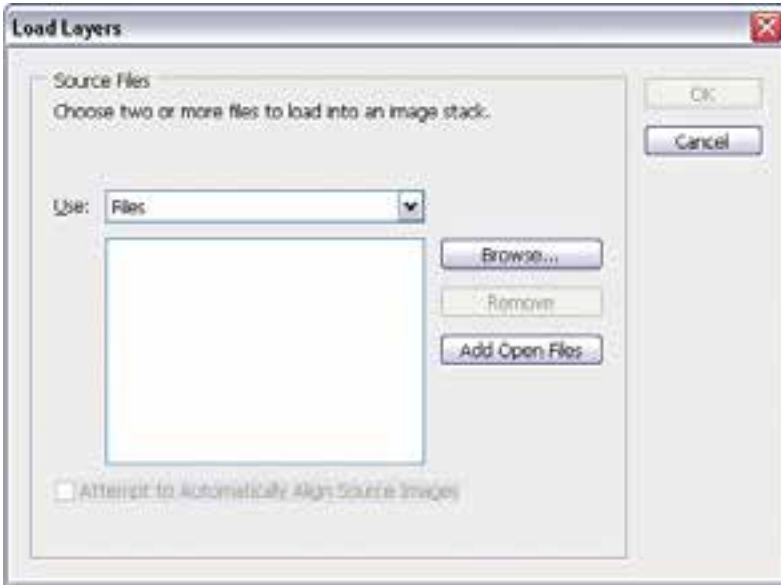 Load Layers
Source Files
Choose two or more files to load into an image stack.
OK
Cancel
Use: Files
Browse...
Remove
Add Open Files
Attempt to Automatically Align Source Images